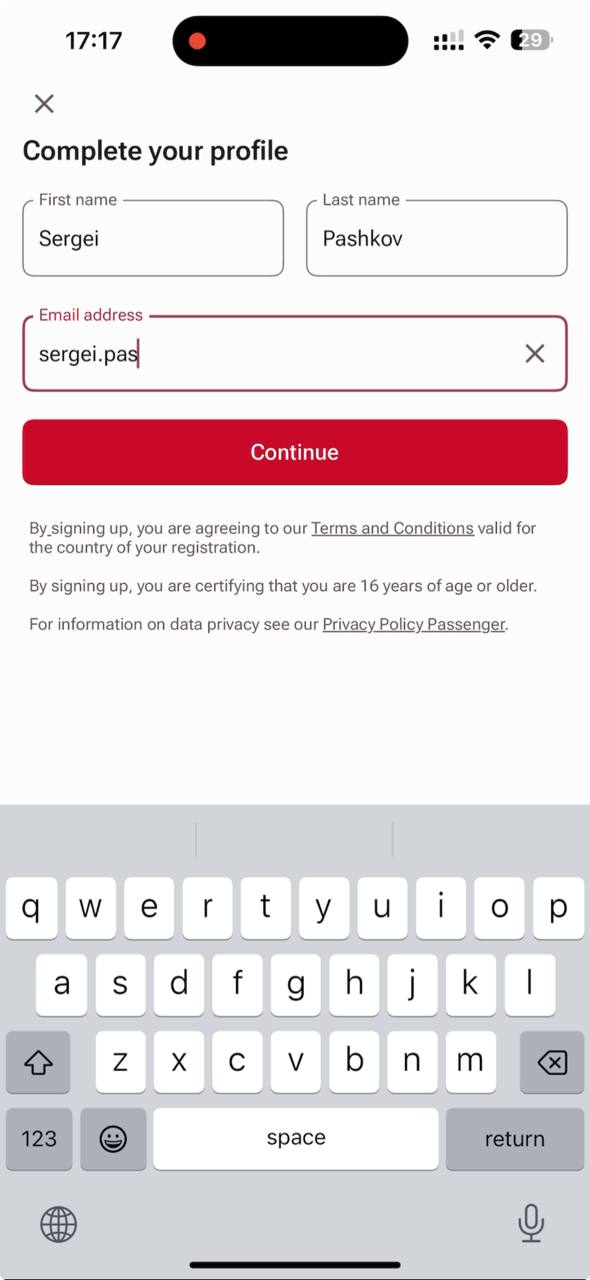 17:17
29
Complete your profile
First name
Last name
Sergei
Pashkov
Email address
sergei.pas
Continue
By signing up, you are agreeing to our Terms and Conditions valid for
the country of your registration.
By signing up, you are certifying that you are 16 years of age or older.
For information on data privacy see our Privacy Policy Passenger.
q w e r t y u i o p
a s d f g h j k l
z x c v b n m
123 space return